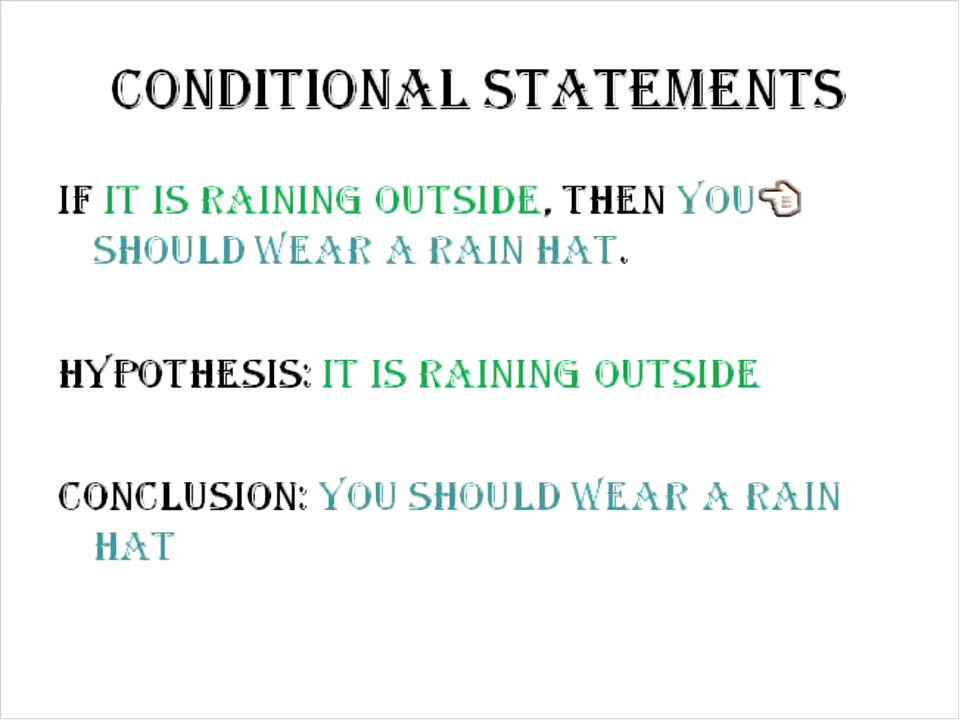 CONDITIONAL STATEMENTS
IF IT IS RAINING OUTSIDE, THEN YOU
SHOULD WEAR A RAIN HAT.
HYPOTHESIS: IT IS RAINING OUTSIDE
CONCLUSION: YOU SHOULD WEAR A RAIN
HAT